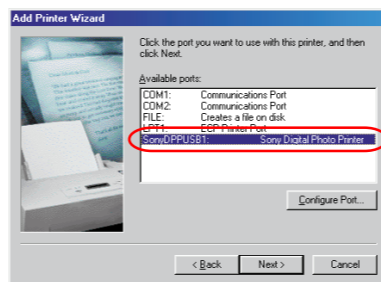 Add Printer Wizard
Click the port you want to use with this printer, and then
click Next.
Available ports:
COM1: Communications Port
COM2: Communications Port
FILE: Creates a file on disk
LPT1: ECP Printer Port
SonyDPPUSB1: Sony Digital Photo Printer
Configure Port...
< Back
Next >
Cancel